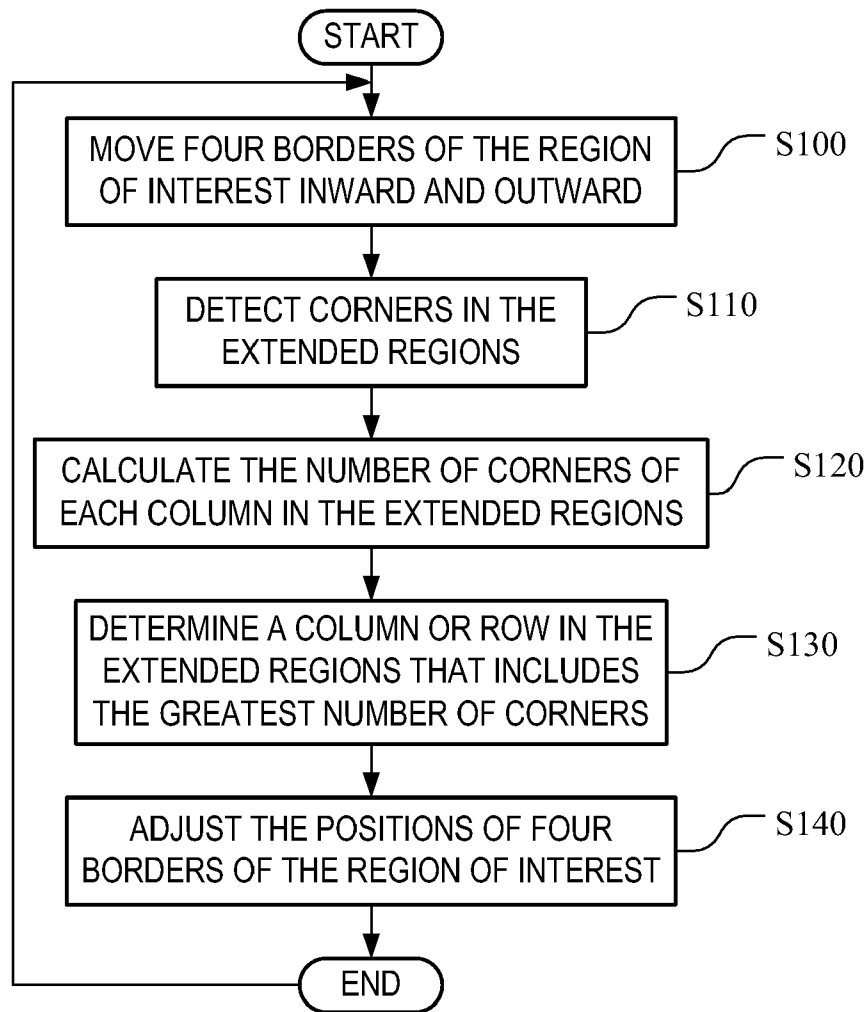 START
MOVE FOUR BORDERS OF THE REGION
OF INTEREST INWARD AND OUTWARD
S100
DETECT CORNERS IN THE
EXTENDED REGIONS
S110
CALCULATE THE NUMBER OF CORNERS OF
EACH COLUMN IN THE EXTENDED REGIONS
S120
DETERMINE A COLUMN OR ROW IN THE
EXTENDED REGIONS THAT INCLUDES
THE GREATEST NUMBER OF CORNERS
S130
ADJUST THE POSITIONS OF FOUR
BORDERS OF THE REGION OF INTEREST
S140
END